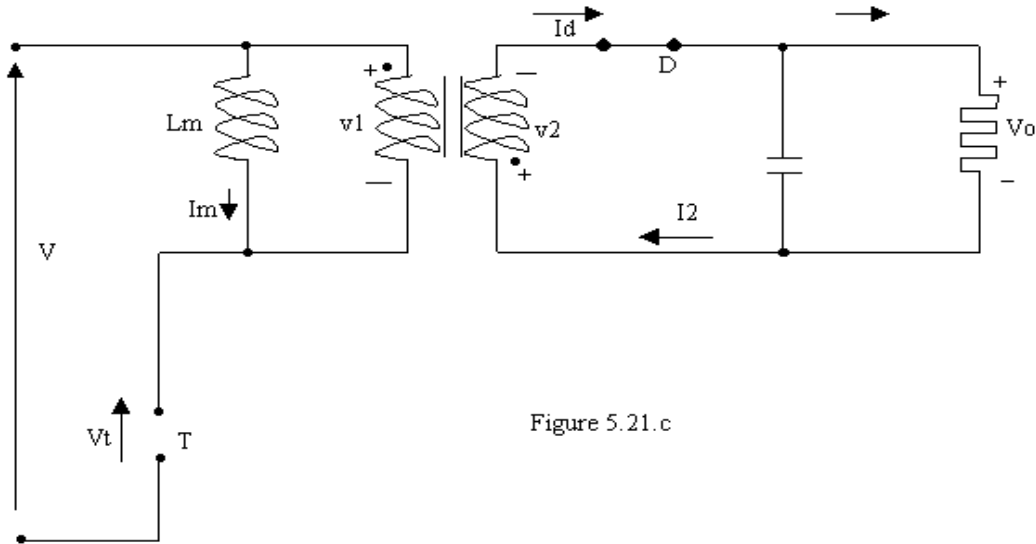 Id
D
Lm
v1
v2
Vo
+
−
+
—
+
−
Im
I2
V
Vt
T
Figure 5.21.c